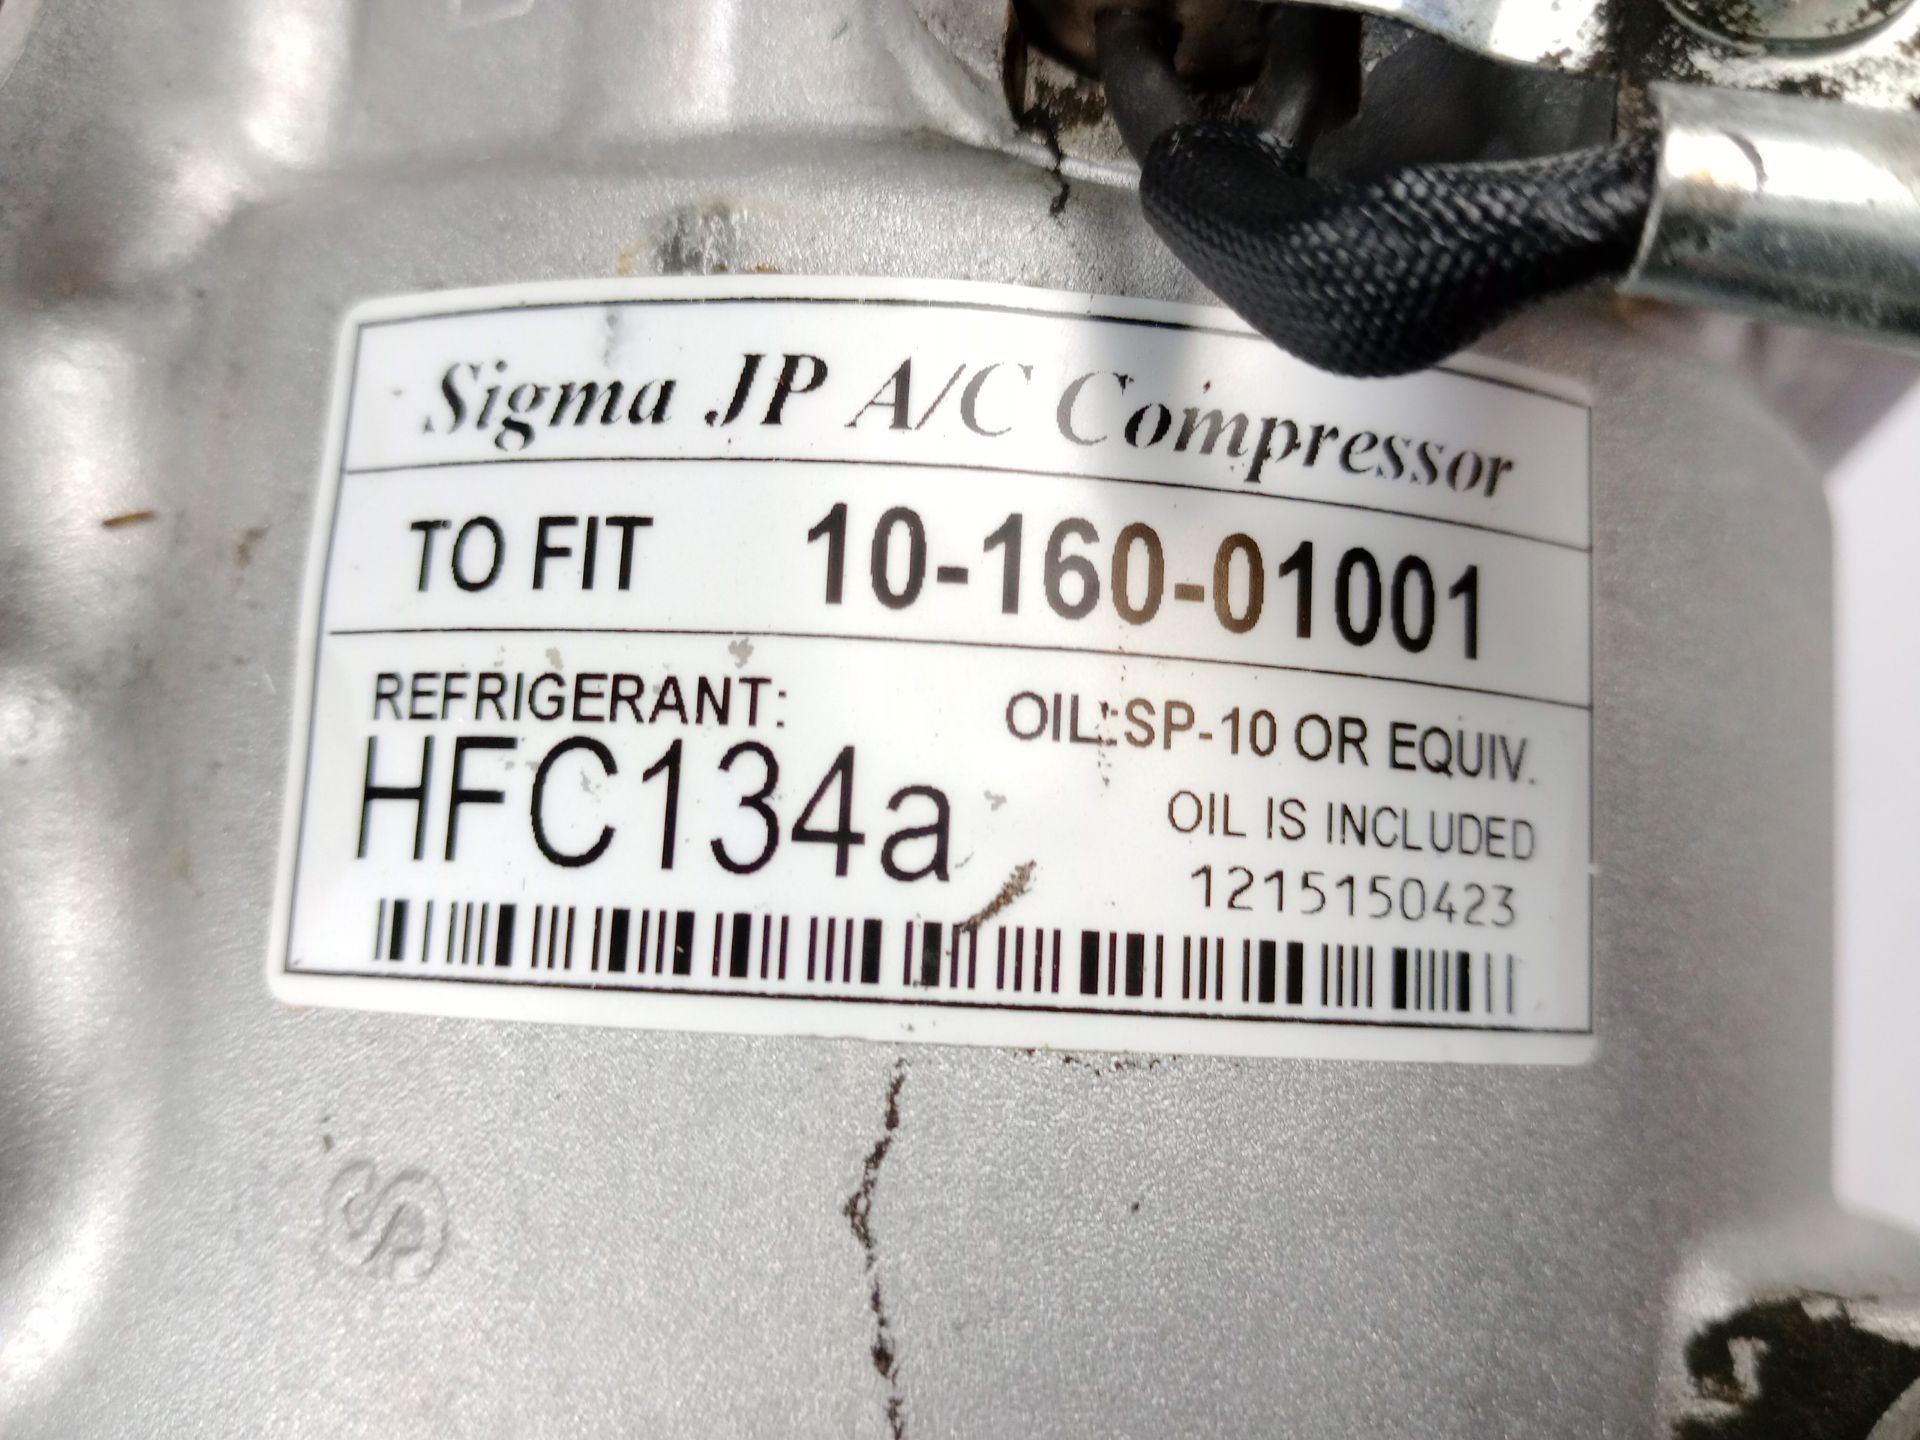 Sigma JP A/C Compressor
TO FIT 10-160-01001
REFRIGERANT: OIL:SP-10 OR EQUIV.
HFC134a OIL IS INCLUDED
1215150423
S